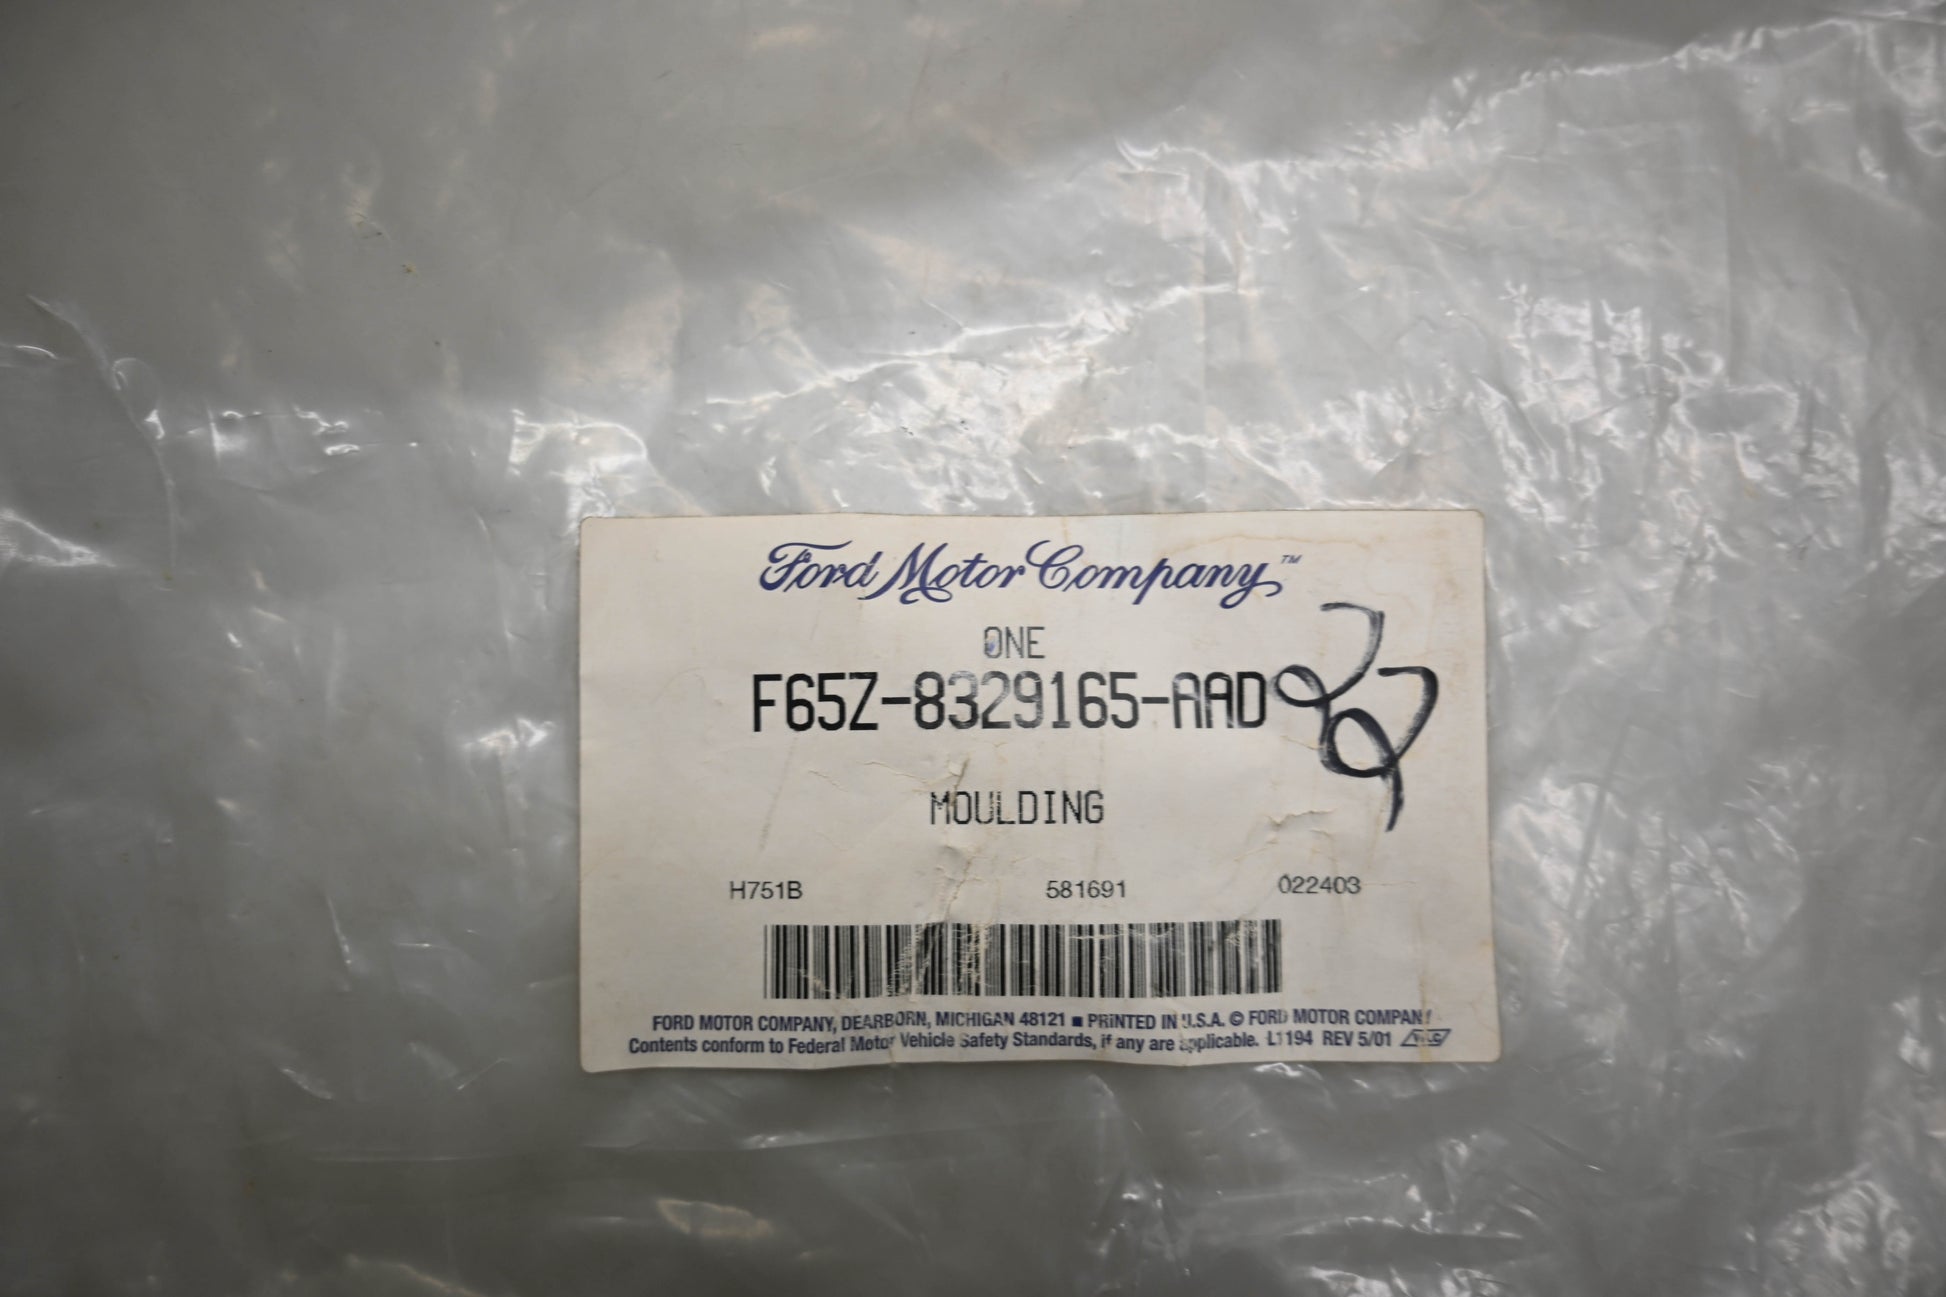 Ford Motor Company™
ONE
F65Z-8329165-AAD
MOULDING
H751B 581691 022403
FORD MOTOR COMPANY, DEARBORN, MICHIGAN 48121 ■ PRINTED IN U.S.A. © FORD MOTOR COMPANY
Contents conform to Federal Motor Vehicle Safety Standards, if any are applicable. L1194 REV 5/01